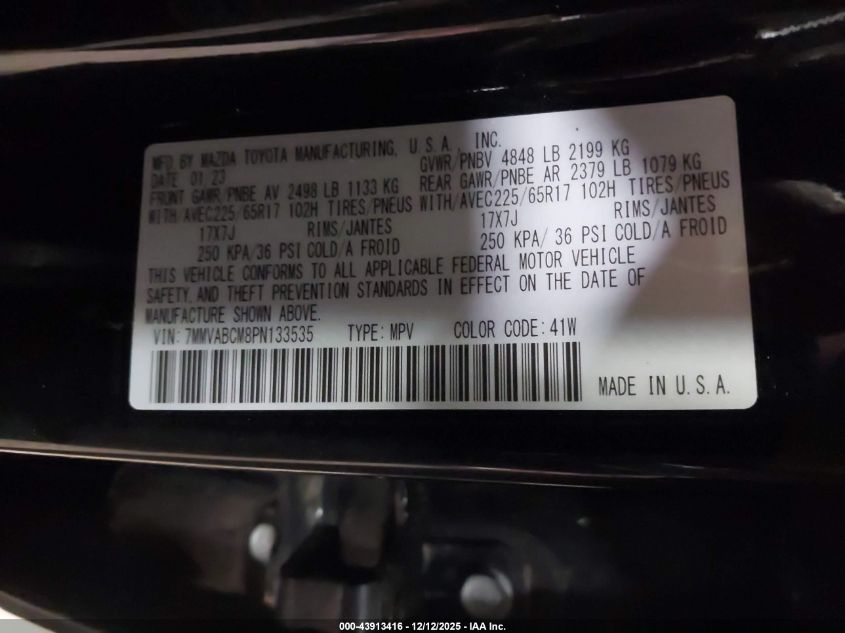 MFD BY MAZDA TOYOTA MANUFACTURING, U.S.A., INC.
DATE 01 23 GVWR/PNBV 4848 LB 2199 KG
FRONT GAWR/PNBE AV 2498 LB 1133 KG REAR GAWR/PNBE AR 2379 LB 1079 KG
WITH/AVEC225/65R17 102H TIRES/PNEUS WITH/AVEC225/65R17 102H TIRES/PNEUS
17X7J RIMS/JANTES 17X7J RIMS/JANTES
250 KPA/36 PSI COLD/A FROID 250 KPA/ 36 PSI COLD/A FROID
THIS VEHICLE CONFORMS TO ALL APPLICABLE FEDERAL MOTOR VEHICLE
SAFETY, AND THEFT PREVENTION STANDARDS IN EFFECT ON THE DATE OF
MANUFACTURE SHOWN ABOVE.
VIN: 7MMVABCM8PN133535 TYPE: MPV COLOR CODE: 41W
MADE IN U.S.A.
000-43913416 - 12/12/2025 - IAA Inc.